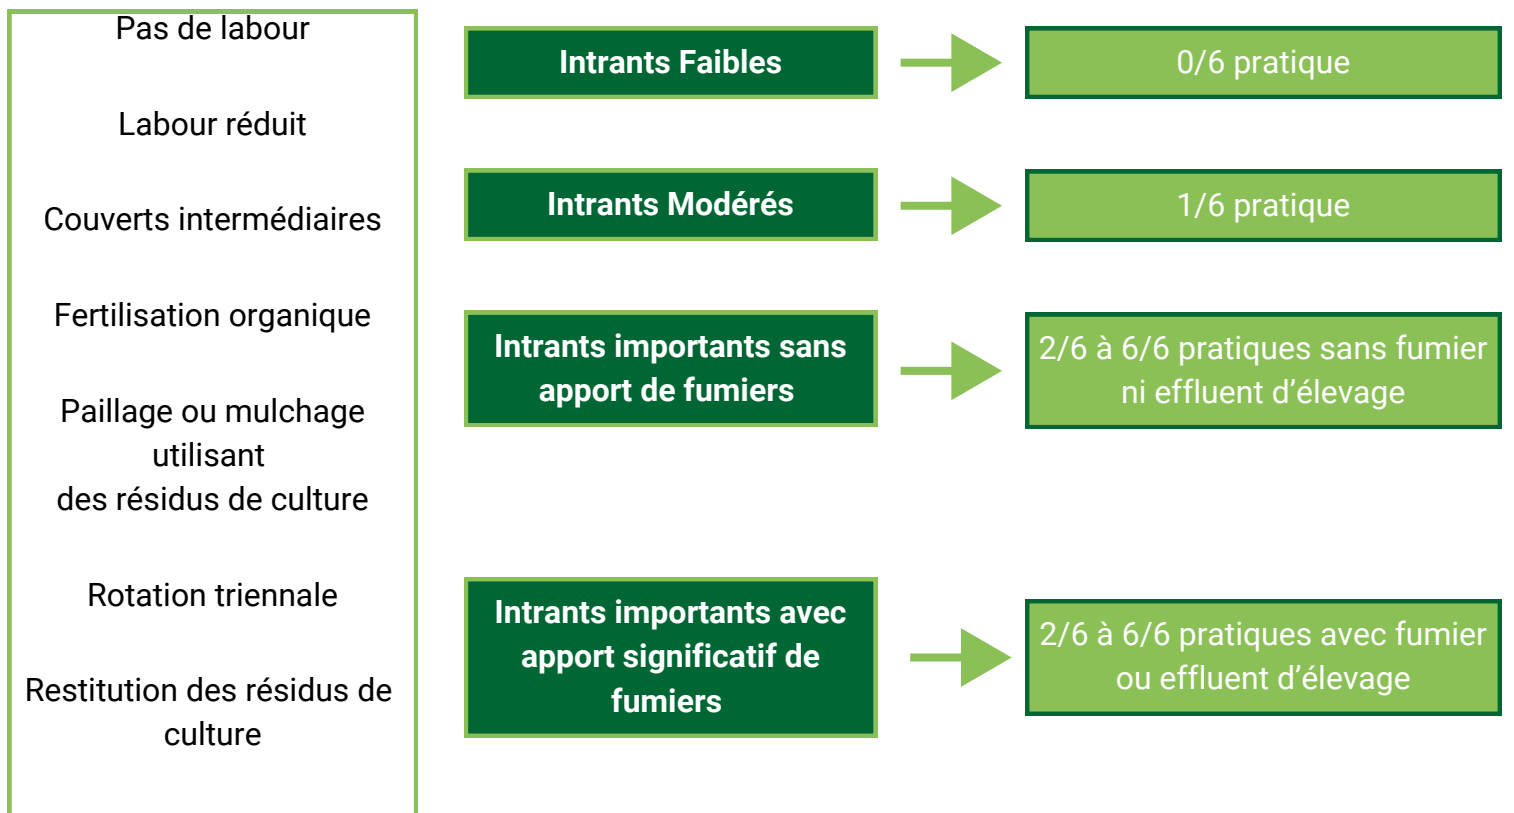 Pas de labour
Labour réduit
Couverts intermédiaires
Fertilisation organique
Paillage ou mulchage
utilisant
des résidus de culture
Rotation triennale
Restitution des résidus de
culture
Intrants Faibles
0/6 pratique
Intrants Modérés
1/6 pratique
Intrants importants sans
apport de fumiers
2/6 à 6/6 pratiques sans fumier
ni effluent d’élevage
Intrants importants avec
apport significatif de
fumiers
2/6 à 6/6 pratiques avec fumier
ou effluent d’élevage